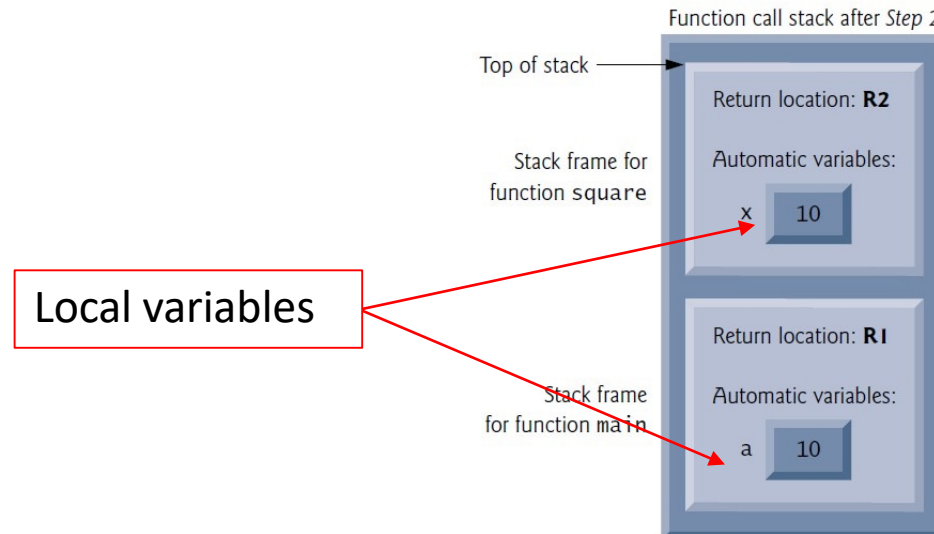 Function call stack after Step 2
Top of stack
Return location: R2
Stack frame for
function square
Automatic variables:
x 10
Local variables
Return location: R1
Stack frame
for function main
Automatic variables:
a 10